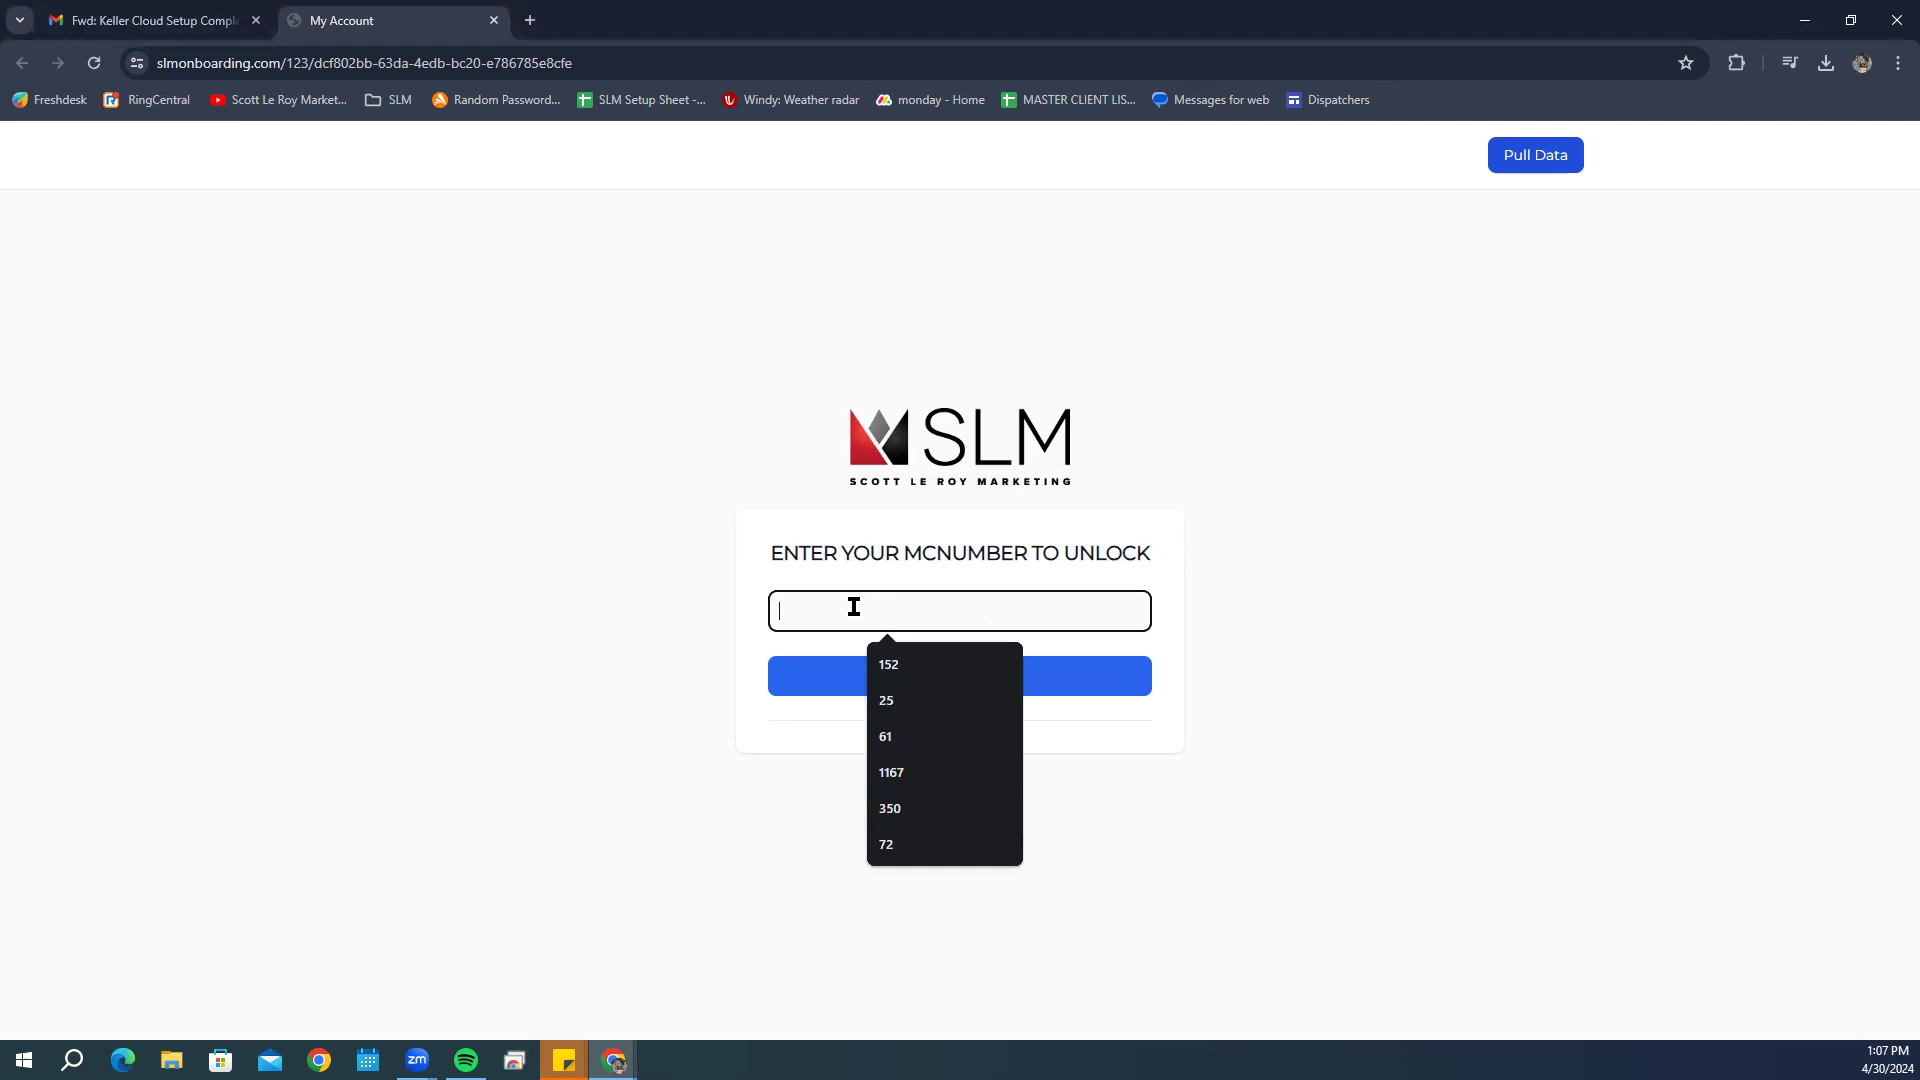 Fwd: Keller Cloud Setup Compl
My Account
slmonboarding.com/123/dcf802bb-63da-4edb-bc20-e786785e8cfe
Freshdesk
RingCentral
Scott Le Roy Market...
SLM
Random Password...
SLM Setup Sheet -...
Windy: Weather radar
monday - Home
MASTER CLIENT LIS...
Messages for web
Dispatchers
Pull Data
SLM
SCOTT LE ROY MARKETING
ENTER YOUR MCNUMBER TO UNLOCK
152
25
61
1167
350
72
zm
1:07 PM
4/30/2024